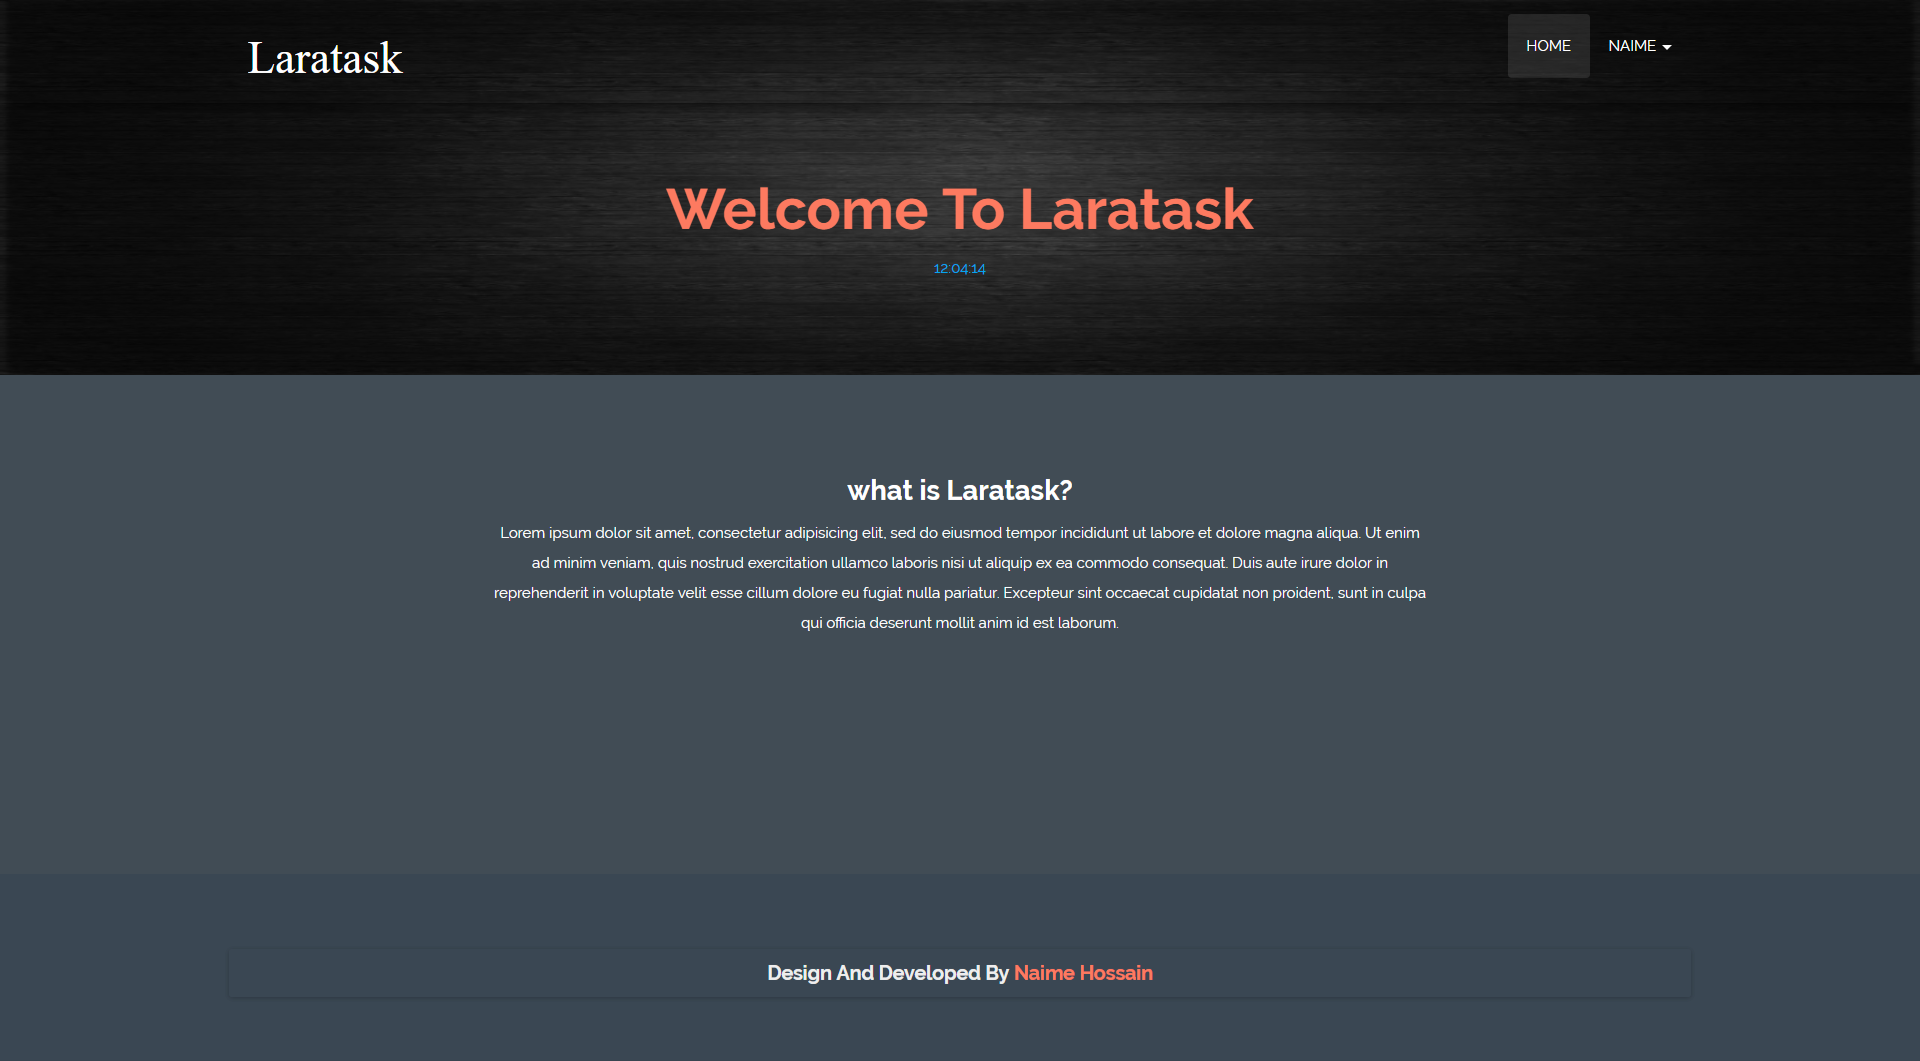 Laratask
HOME
NAIME
Welcome To Laratask
12:04:14
what is Laratask?
Lorem ipsum dolor sit amet, consectetur adipisicing elit, sed do eiusmod tempor incididunt ut labore et dolore magna aliqua. Ut enim
ad minim veniam, quis nostrud exercitation ullamco laboris nisi ut aliquip ex ea commodo consequat. Duis aute irure dolor in
reprehenderit in voluptate velit esse cillum dolore eu fugiat nulla pariatur. Excepteur sint occaecat cupidatat non proident, sunt in culpa
qui officia deserunt mollit anim id est laborum.
Design And Developed By Naime Hossain